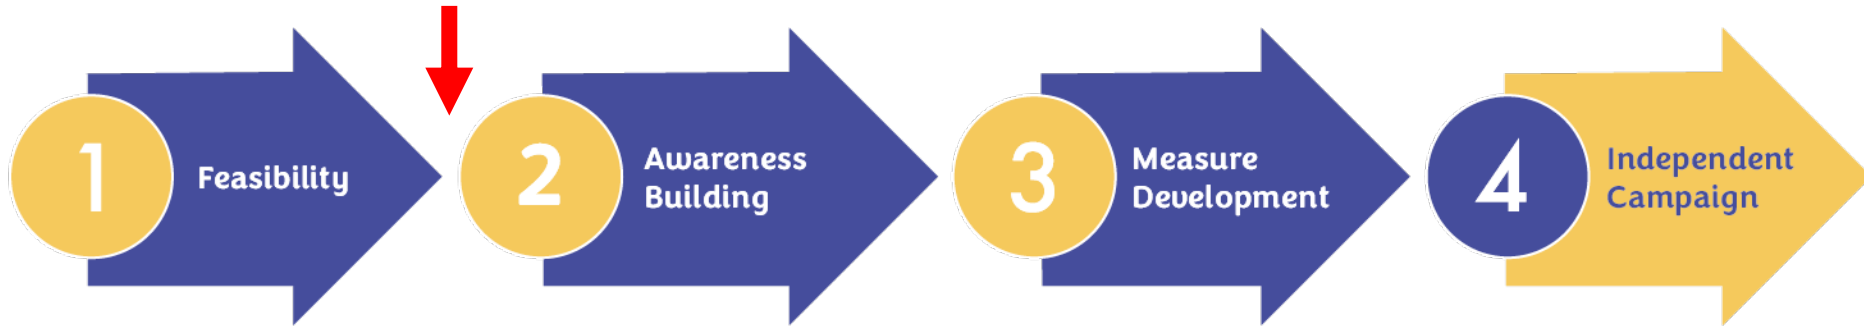 1
Feasibility
2
Awareness
Building
3
Measure
Development
4
Independent
Campaign